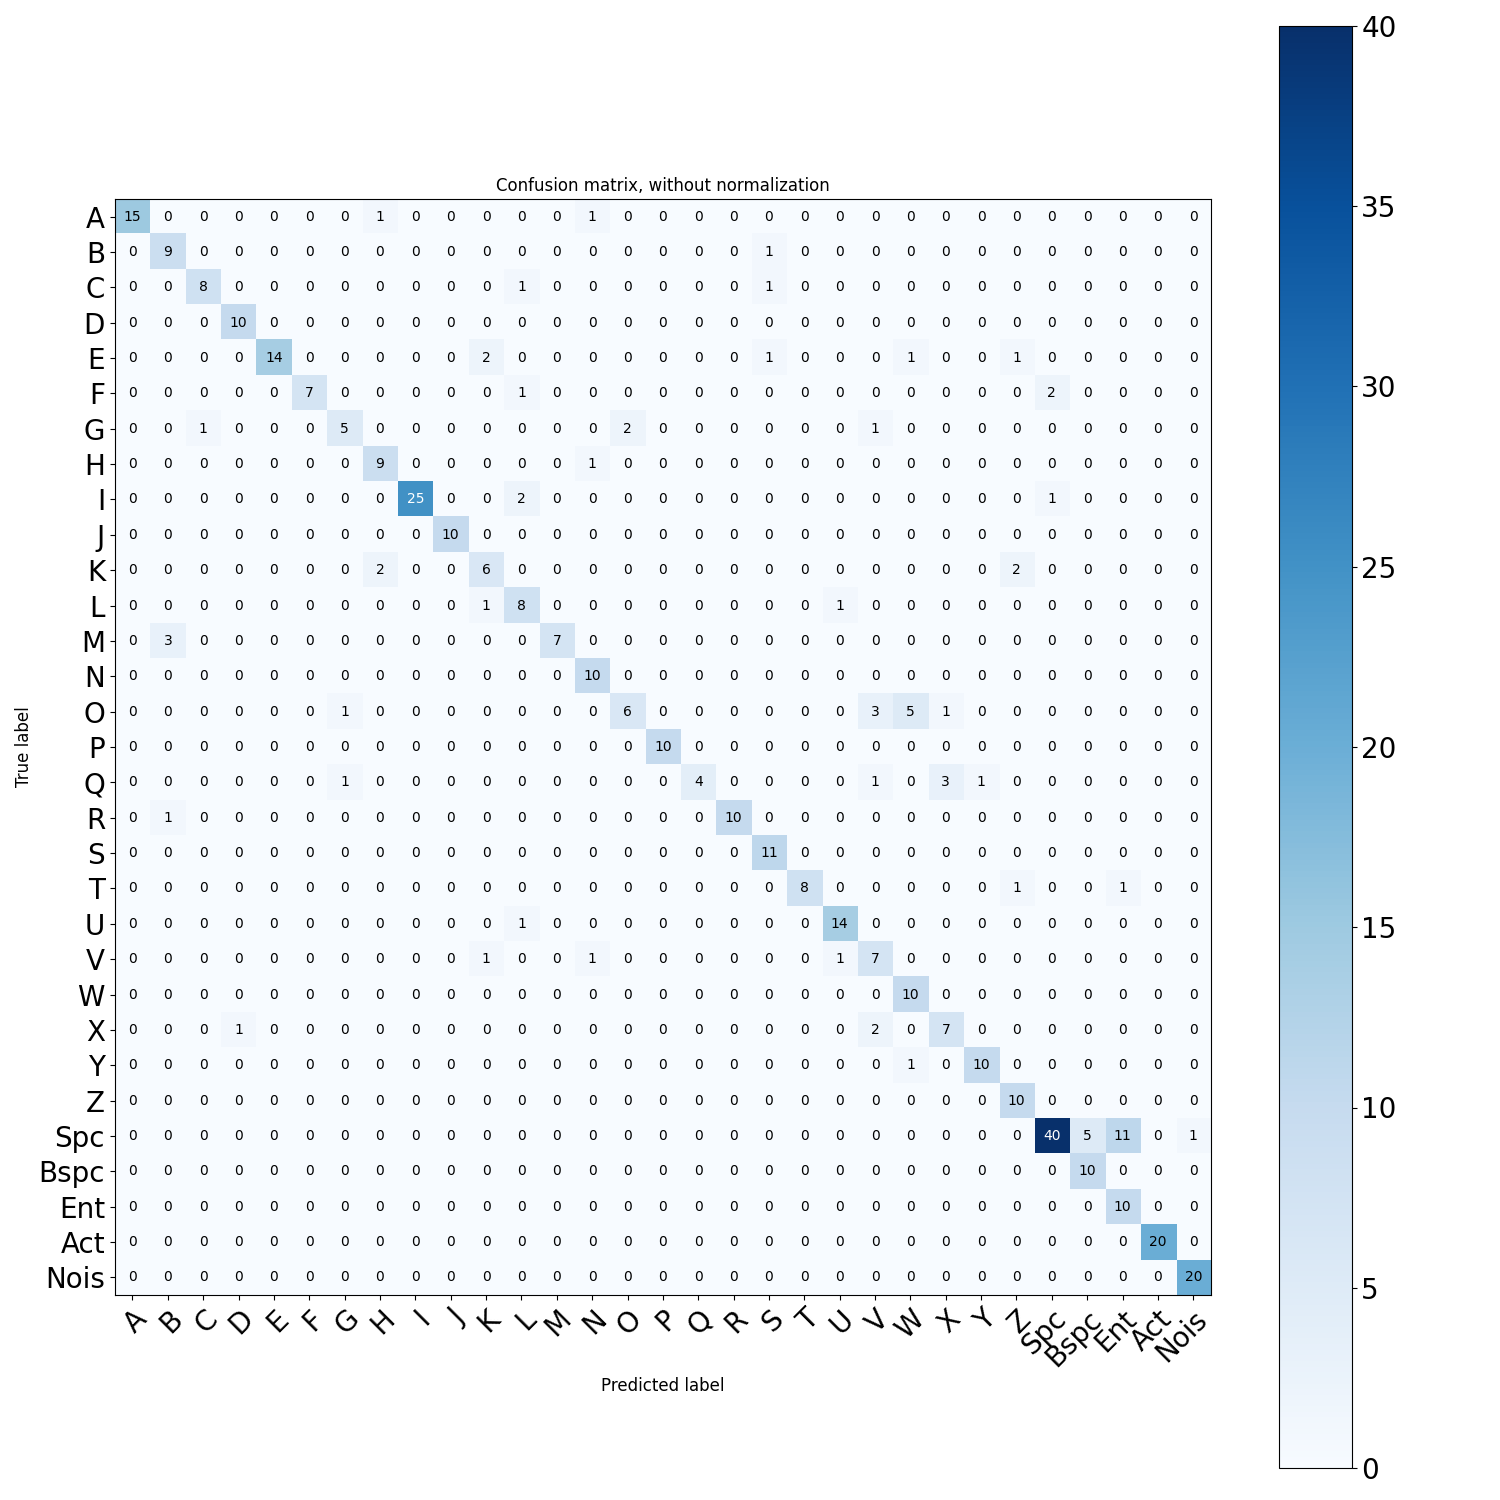 Confusion matrix, without normalization
True label
A 15 0 0 0 0 0 0 1 0 0 0 0 0 1 0 0 0 0 0 0 0 0 0 0 0 0 0 0 0 0 0
B 0 9 0 0 0 0 0 0 0 0 0 0 0 0 0 0 0 0 1 0 0 0 0 0 0 0 0 0 0 0 0
C 0 0 8 0 0 0 0 0 0 0 0 1 0 0 0 0 0 0 1 0 0 0 0 0 0 0 0 0 0 0 0
D 0 0 0 10 0 0 0 0 0 0 0 0 0 0 0 0 0 0 0 0 0 0 0 0 0 0 0 0 0 0 0
E 0 0 0 0 14 0 0 0 0 0 2 0 0 0 0 0 0 0 1 0 0 0 1 0 0 1 0 0 0 0 0
F 0 0 0 0 0 7 0 0 0 0 0 1 0 0 0 0 0 0 0 0 0 0 0 0 0 0 2 0 0 0 0
G 0 0 1 0 0 0 5 0 0 0 0 0 0 0 2 0 0 0 0 0 0 1 0 0 0 0 0 0 0 0 0
H 0 0 0 0 0 0 0 9 0 0 0 0 0 1 0 0 0 0 0 0 0 0 0 0 0 0 0 0 0 0 0
I 0 0 0 0 0 0 0 0 25 0 0 2 0 0 0 0 0 0 0 0 0 0 0 0 0 0 1 0 0 0 0
J 0 0 0 0 0 0 0 0 0 10 0 0 0 0 0 0 0 0 0 0 0 0 0 0 0 0 0 0 0 0 0
K 0 0 0 0 0 0 0 2 0 0 6 0 0 0 0 0 0 0 0 0 0 0 0 0 0 2 0 0 0 0 0
L 0 0 0 0 0 0 0 0 0 0 1 8 0 0 0 0 0 0 0 0 1 0 0 0 0 0 0 0 0 0 0
M 0 3 0 0 0 0 0 0 0 0 0 0 7 0 0 0 0 0 0 0 0 0 0 0 0 0 0 0 0 0 0
N 0 0 0 0 0 0 0 0 0 0 0 0 0 10 0 0 0 0 0 0 0 0 0 0 0 0 0 0 0 0 0
O 0 0 0 0 0 0 1 0 0 0 0 0 0 0 6 0 0 0 0 0 0 3 5 1 0 0 0 0 0 0 0
P 0 0 0 0 0 0 0 0 0 0 0 0 0 0 0 10 0 0 0 0 0 0 0 0 0 0 0 0 0 0 0
Q 0 0 0 0 0 0 1 0 0 0 0 0 0 0 0 0 4 0 0 0 0 1 0 3 1 0 0 0 0 0 0
R 0 1 0 0 0 0 0 0 0 0 0 0 0 0 0 0 0 10 0 0 0 0 0 0 0 0 0 0 0 0 0
S 0 0 0 0 0 0 0 0 0 0 0 0 0 0 0 0 0 0 11 0 0 0 0 0 0 0 0 0 0 0 0
T 0 0 0 0 0 0 0 0 0 0 0 0 0 0 0 0 0 0 0 8 0 0 0 0 0 1 0 0 1 0 0
U 0 0 0 0 0 0 0 0 0 0 0 1 0 0 0 0 0 0 0 0 14 0 0 0 0 0 0 0 0 0 0
V 0 0 0 0 0 0 0 0 0 0 1 0 0 1 0 0 0 0 0 0 1 7 0 0 0 0 0 0 0 0 0
W 0 0 0 0 0 0 0 0 0 0 0 0 0 0 0 0 0 0 0 0 0 0 10 0 0 0 0 0 0 0 0
X 0 0 0 1 0 0 0 0 0 0 0 0 0 0 0 0 0 0 0 0 0 2 0 7 0 0 0 0 0 0 0
Y 0 0 0 0 0 0 0 0 0 0 0 0 0 0 0 0 0 0 0 0 0 0 1 0 10 0 0 0 0 0 0
Z 0 0 0 0 0 0 0 0 0 0 0 0 0 0 0 0 0 0 0 0 0 0 0 0 0 10 0 0 0 0 0
Spc 0 0 0 0 0 0 0 0 0 0 0 0 0 0 0 0 0 0 0 0 0 0 0 0 0 0 40 5 11 0 1
Bspc 0 0 0 0 0 0 0 0 0 0 0 0 0 0 0 0 0 0 0 0 0 0 0 0 0 0 0 10 0 0 0
Ent 0 0 0 0 0 0 0 0 0 0 0 0 0 0 0 0 0 0 0 0 0 0 0 0 0 0 0 0 10 0 0
Act 0 0 0 0 0 0 0 0 0 0 0 0 0 0 0 0 0 0 0 0 0 0 0 0 0 0 0 0 0 20 0
Nois 0 0 0 0 0 0 0 0 0 0 0 0 0 0 0 0 0 0 0 0 0 0 0 0 0 0 0 0 0 0 20
A B C D E F G H I J K L M N O P Q R S T U V W X Y Z Spc Bspc Ent Act Nois
Predicted label
40
35
30
25
20
15
10
5
0